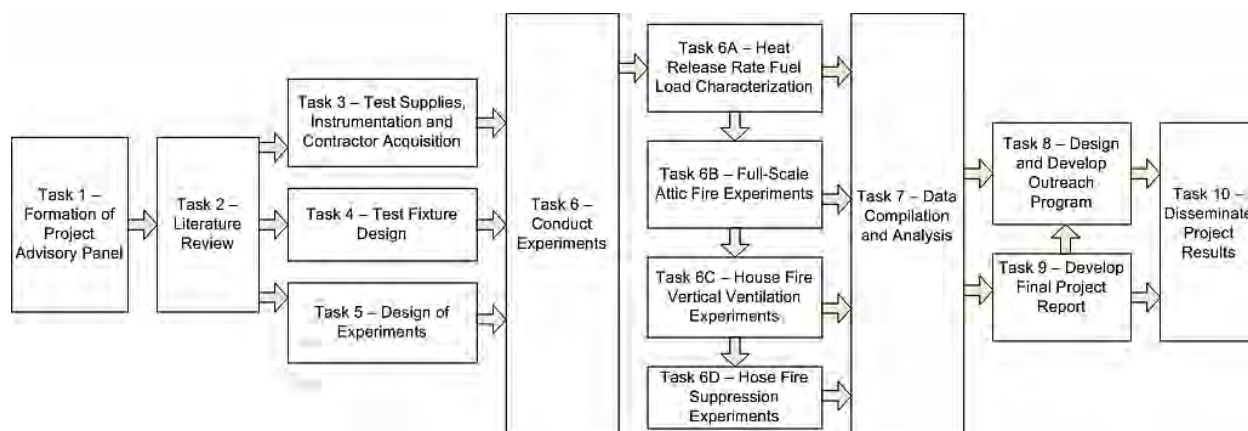 Task 1 –
Formation of
Project
Advisory Panel
Task 2 –
Literature
Review
Task 3 – Test Supplies,
Instrumentation and
Contractor Acquisition
Task 4 – Test Fixture
Design
Task 5 – Design of
Experiments
Task 6 –
Conduct
Experiments
Task 6A – Heat
Release Rate Fuel
Load Characterization
Task 6B – Full-Scale
Attic Fire Experiments
Task 6C – House Fire
Vertical Ventilation
Experiments
Task 6D – Hose Fire
Suppression
Experiments
Task 7 – Data
Compilation
and Analysis
Task 8 – Design
and Develop
Outreach
Program
Task 9 – Develop
Final Project
Report
Task 10 –
Disseminate
Project
Results